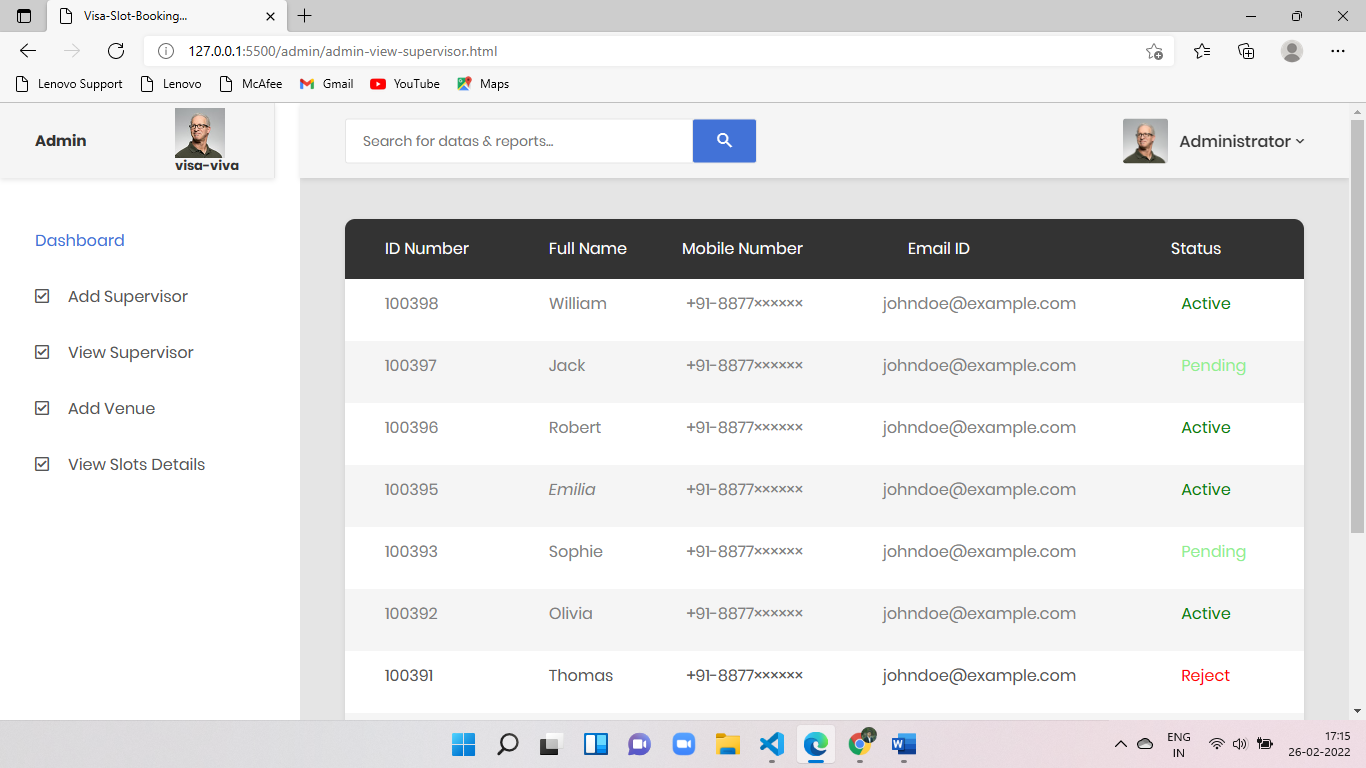 Visa-Slot-Booking...
127.0.0.1:5500/admin/admin-view-supervisor.html
Lenovo Support Lenovo McAfee Gmail YouTube Maps
Admin
visa-viva
Search for datas & reports...
Administrator
Dashboard
Add Supervisor
View Supervisor
Add Venue
View Slots Details
ID Number Full Name Mobile Number Email ID Status
100398 William +91-8877×××××× johndoe@example.com Active
100397 Jack +91-8877×××××× johndoe@example.com Pending
100396 Robert +91-8877×××××× johndoe@example.com Active
100395 Emilia +91-8877×××××× johndoe@example.com Active
100393 Sophie +91-8877×××××× johndoe@example.com Pending
100392 Olivia +91-8877×××××× johndoe@example.com Active
100391 Thomas +91-8877×××××× johndoe@example.com Reject
ENG
IN
17:15
26-02-2022